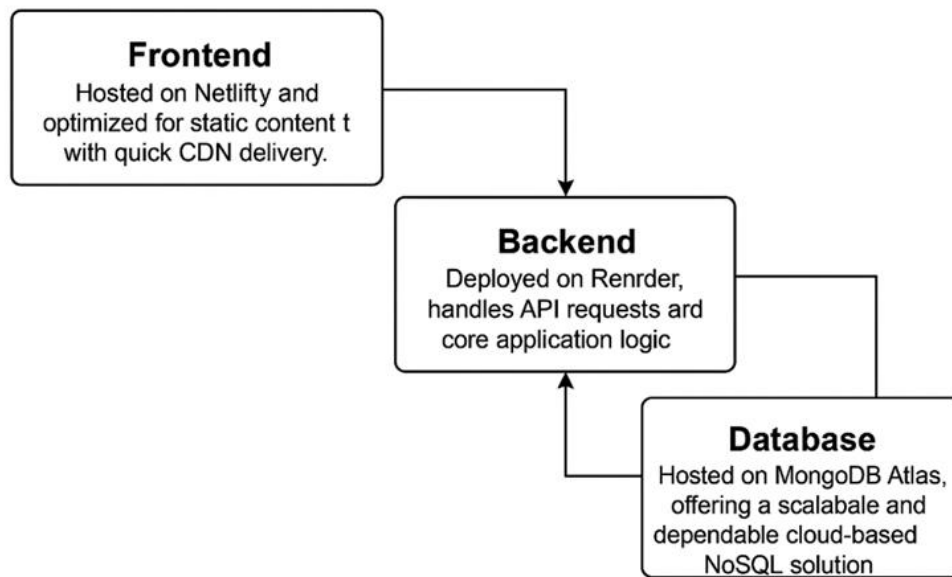 Frontend
Hosted on Netlifty and
optimized for static content t
with quick CDN delivery.
Backend
Deployed on Renrder,
handles API requests ard
core application logic
Database
Hosted on MongoDB Atlas,
offering a scalabale and
dependable cloud-based
NoSQL solution